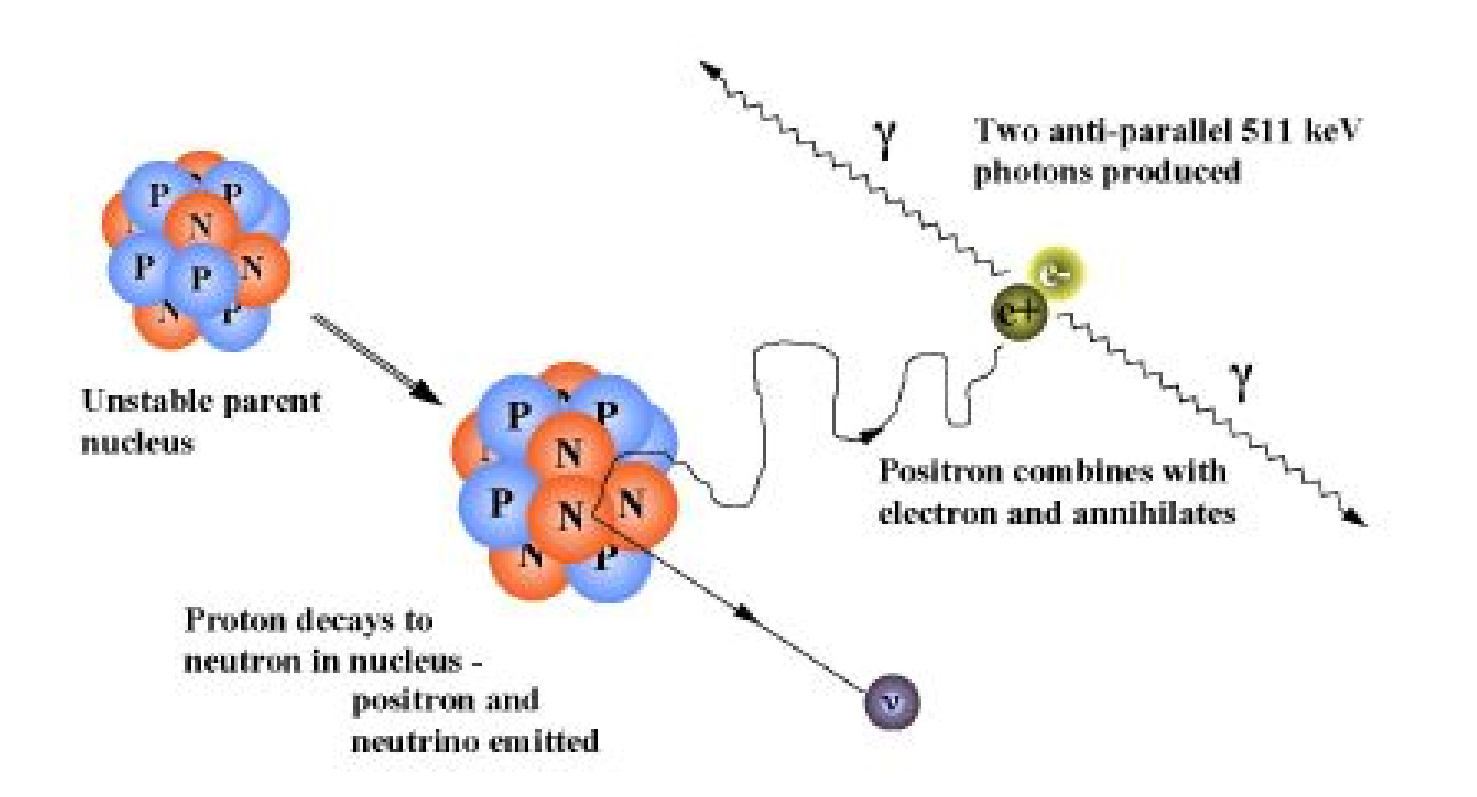 γ
Two anti-parallel 511 keV
photons produced
P
P
N
P
P
N
N
P
e-
e+
Unstable parent
nucleus
γ
P
P
N
P
N
N
N
P
Positron combines with
electron and annihilates
Proton decays to
neutron in nucleus -
positron and
neutrino emitted
ν